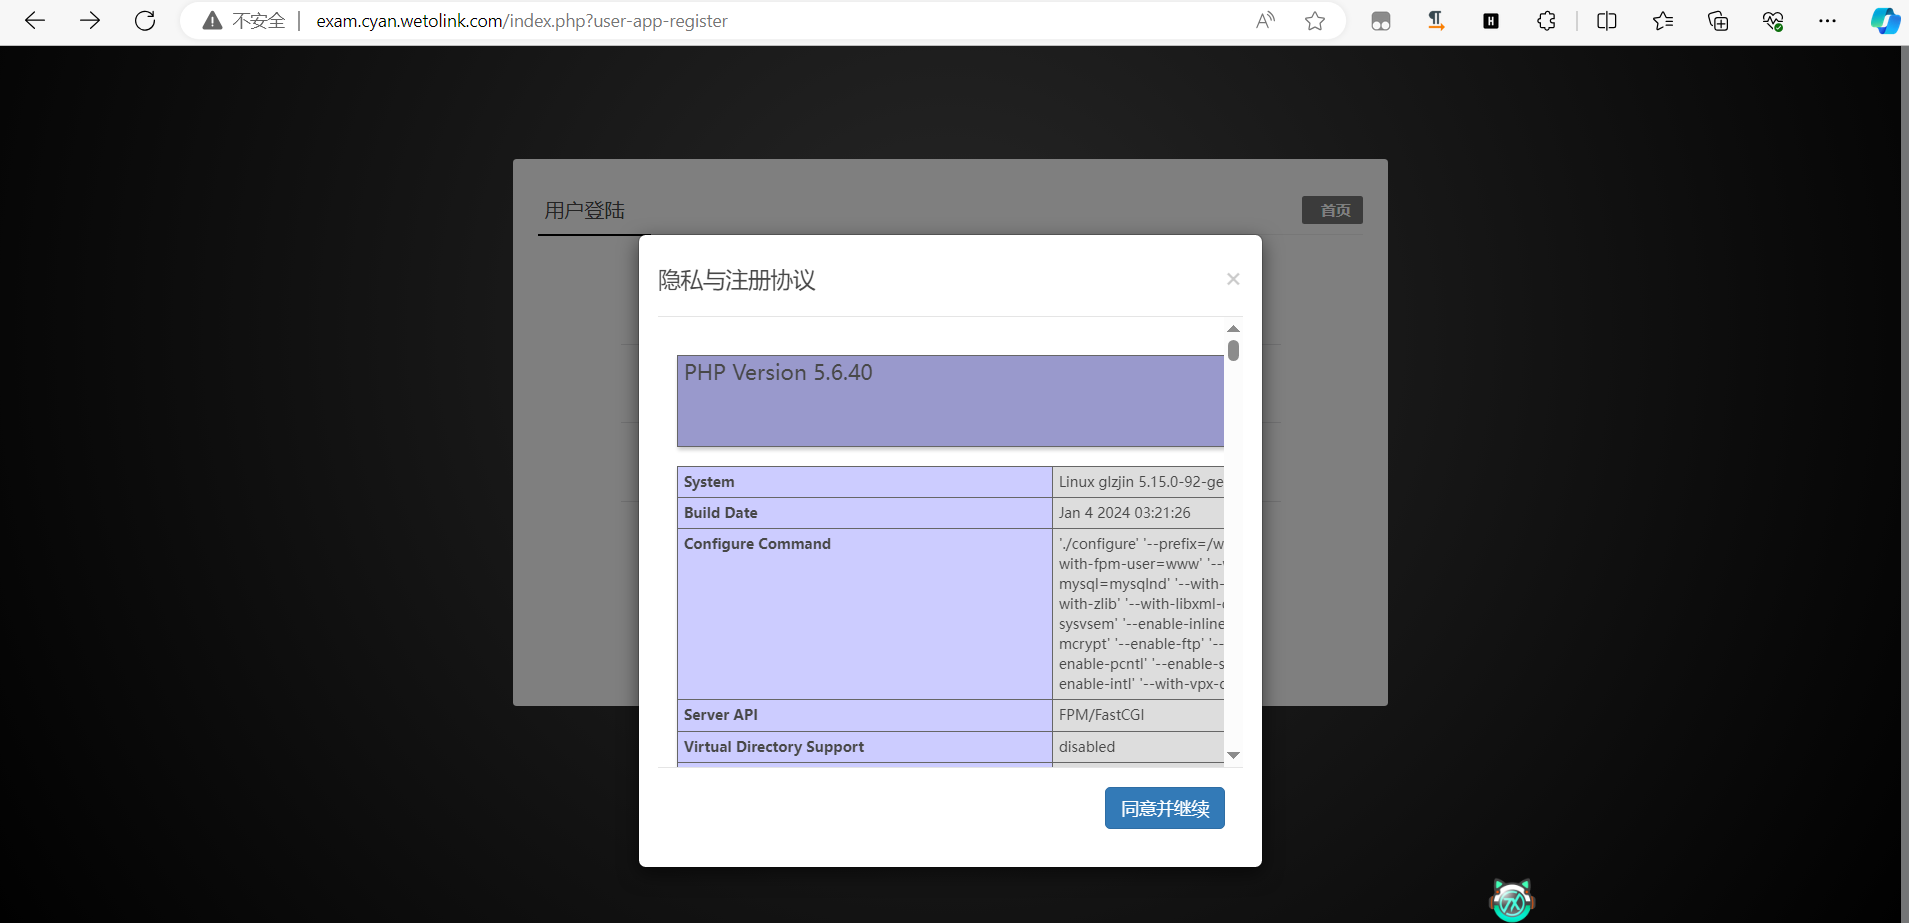 不安全 exam.cyan.wetolink.com/index.php?user-app-register
用户登陆
首页
隐私与注册协议
PHP Version 5.6.40
System Linux glzjin 5.15.0-92-ge
Build Date Jan 4 2024 03:21:26
Configure Command './configure' '--prefix=/w
with-fpm-user=www' '--
mysql=mysqlnd' '--with-
with-zlib' '--with-libxml-
sysvsem' '--enable-inline
mcrypt' '--enable-ftp' '--
enable-pcntl' '--enable-s
enable-intl' '--with-vpx-
Server API FPM/FastCGI
Virtual Directory Support disabled
同意并继续